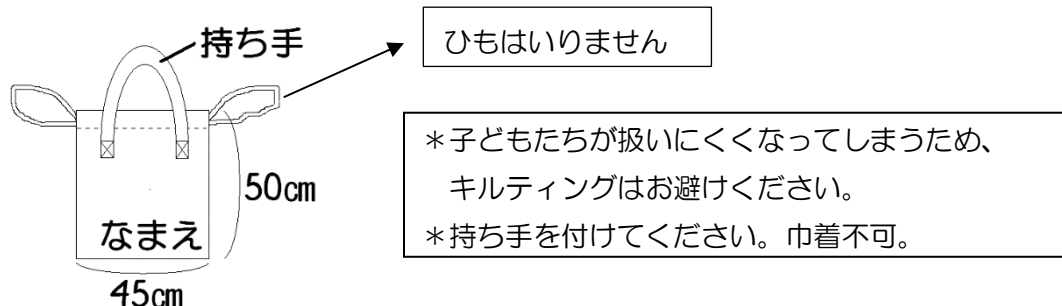 持ち手
ひもはいりません
50cm
なまえ
45cm
＊子どもたちが扱いにくくなってしまうため、
キルティングはお避けください。
＊持ち手を付けてください。巾着不可。